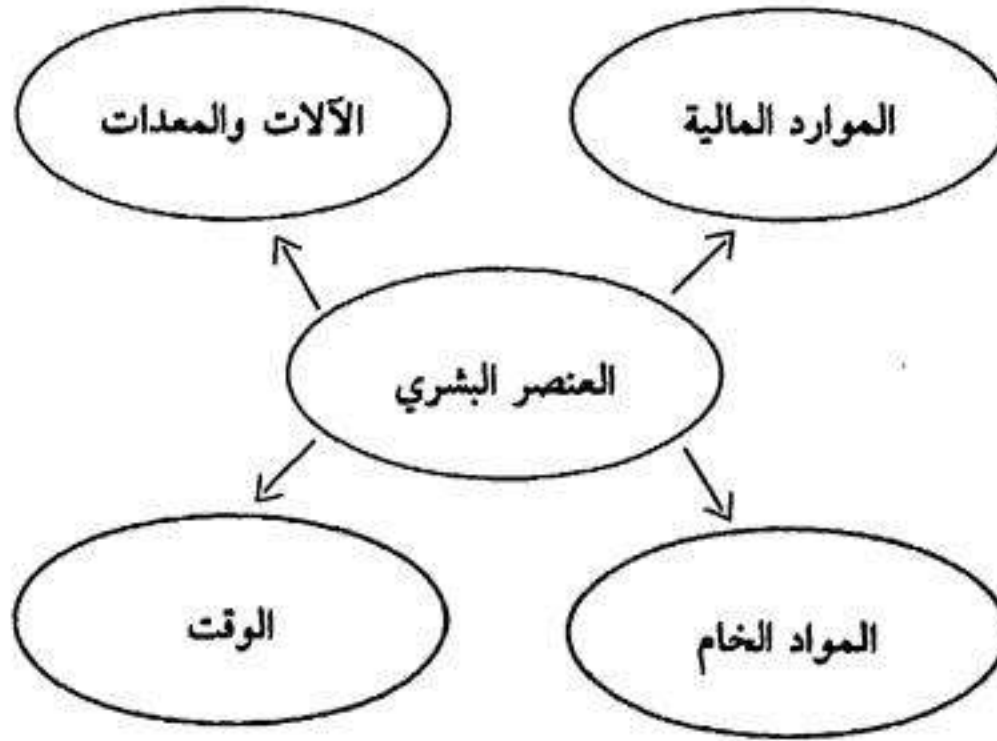 الموارد المالية
الآلات والمعدات
العنصر البشري
المواد الخام
الوقت